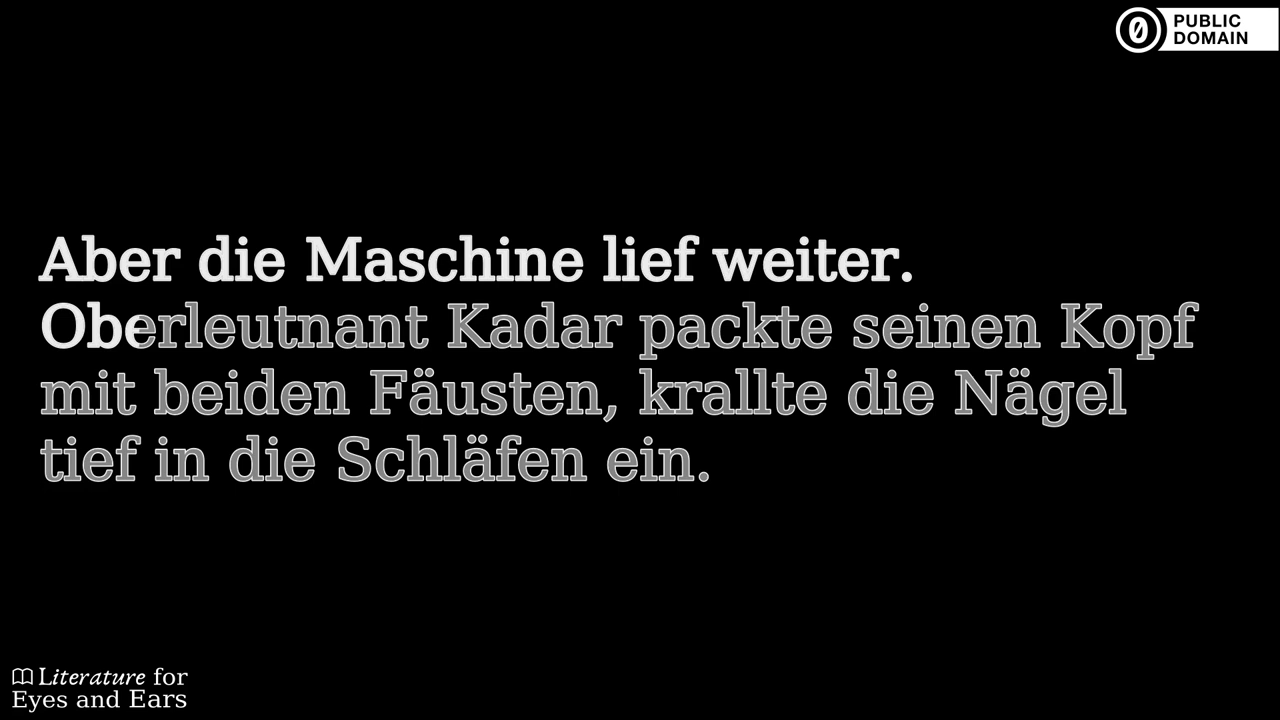 PUBLIC
DOMAIN
Aber die Maschine lief weiter.
Oberleutnant Kadar packte seinen Kopf
mit beiden Fäusten, krallte die Nägel
tief in die Schläfen ein.
Literature for
Eyes and Ears